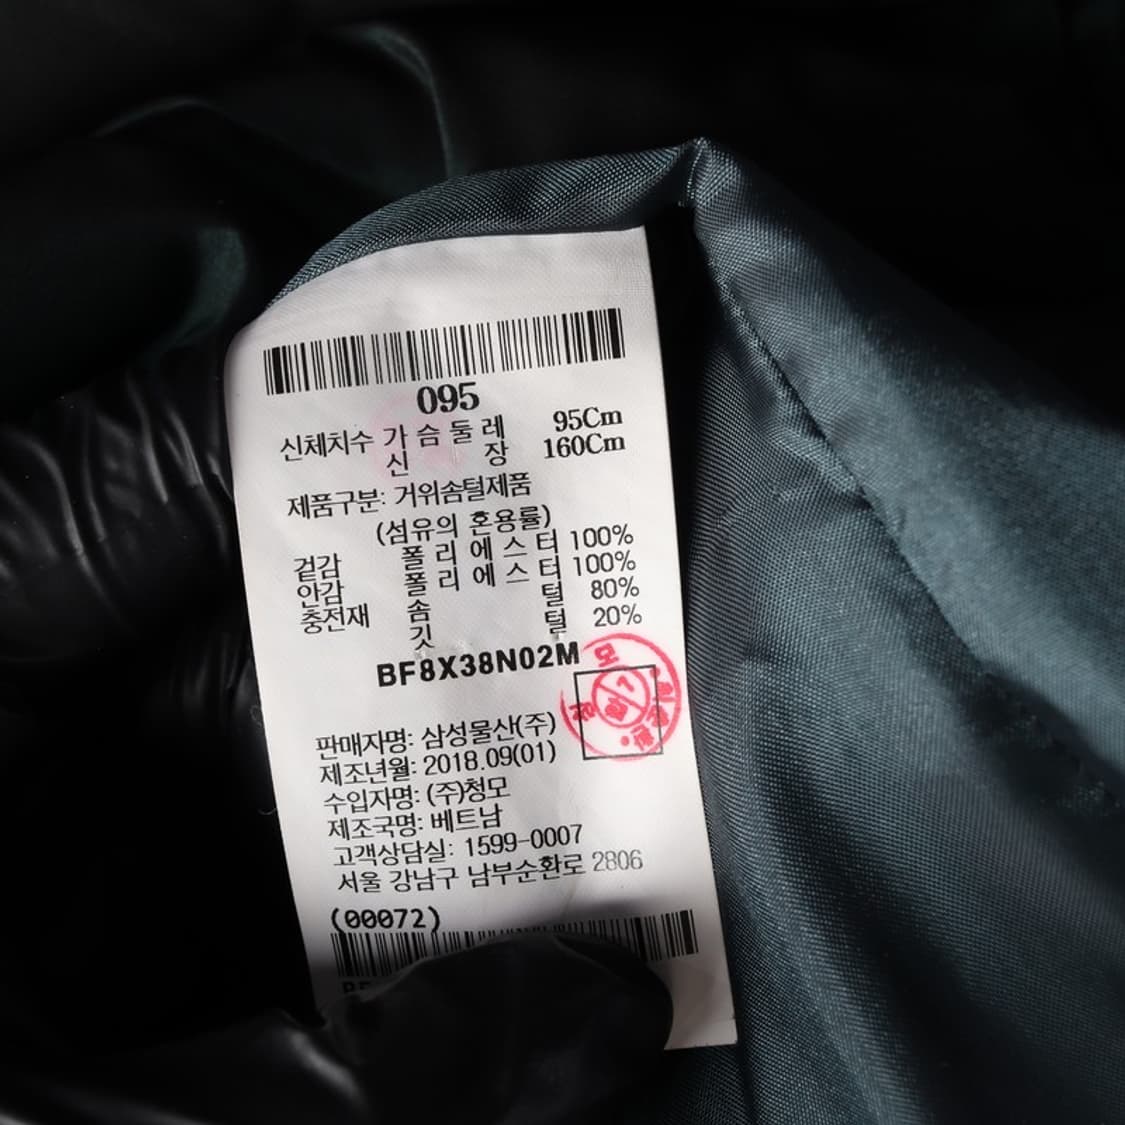 095
신체치수 가슴둘레 95Cm
신 장 160Cm
제품구분: 거위솜털제품
(섬유의 혼용률)
겉감 폴리에스터 100%
안감 폴리에스터 100%
충전재 솜 털 80%
깃 털 20%
BF8X38N02M
판매자명: 삼성물산(주)
제조년월: 2018.09(01)
수입자명: (주)청모
제조국명: 베트남
고객상담실: 1599-0007
서울 강남구 남부순환로 2806
(00072)